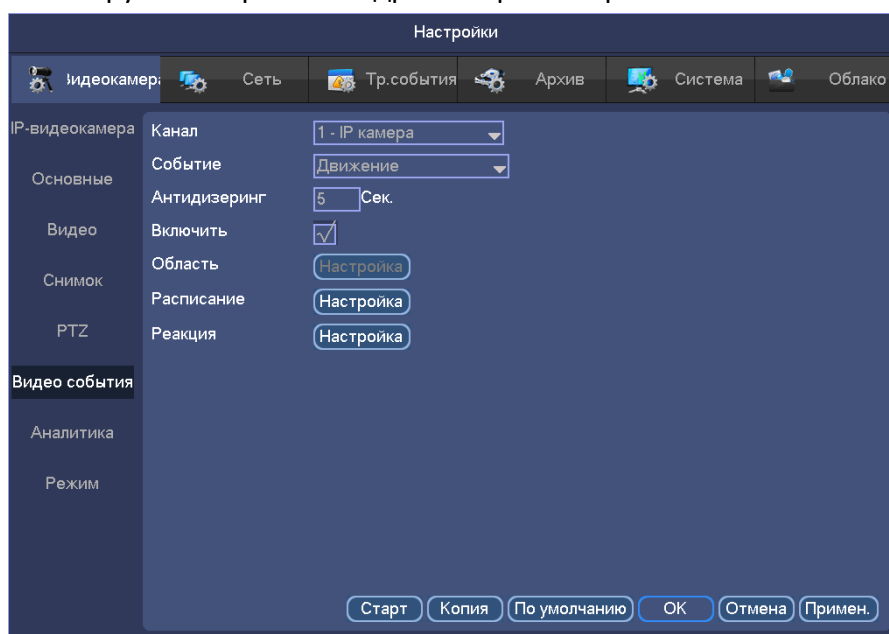 Настройки
Видеокамера Сеть Тр.события Архив Система Облако
IP-видеокамера
Основные
Видео
Снимок
PTZ
Видео события
Аналитика
Режим
Канал 1 - IP камера
Событие Движение
Антидизеринг 5 Сек.
Включить
Область Настройка
Расписание Настройка
Реакция Настройка
Старт Копия По умолчанию OK Отмена Примен.